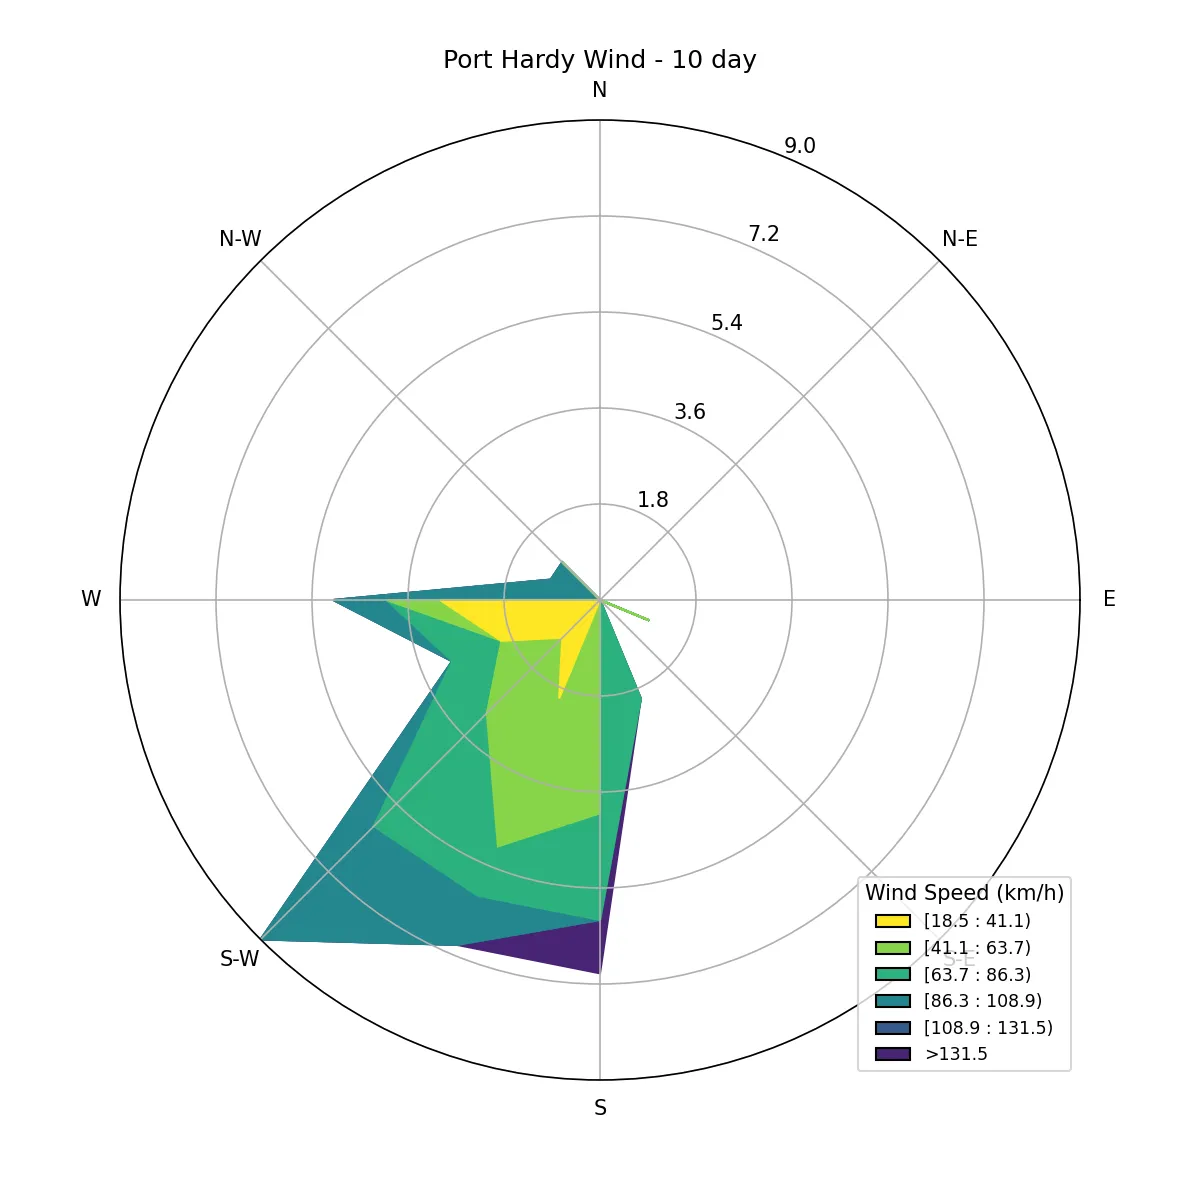 Port Hardy Wind - 10 day
N
9.0
N-W
N-E
7.2
5.4
3.6
1.8
W
E
Wind Speed (km/h)
[18.5 : 41.1)
[41.1 : 63.7)
S-W
S-E
[63.7 : 86.3)
[86.3 : 108.9)
[108.9 : 131.5)
>131.5
S